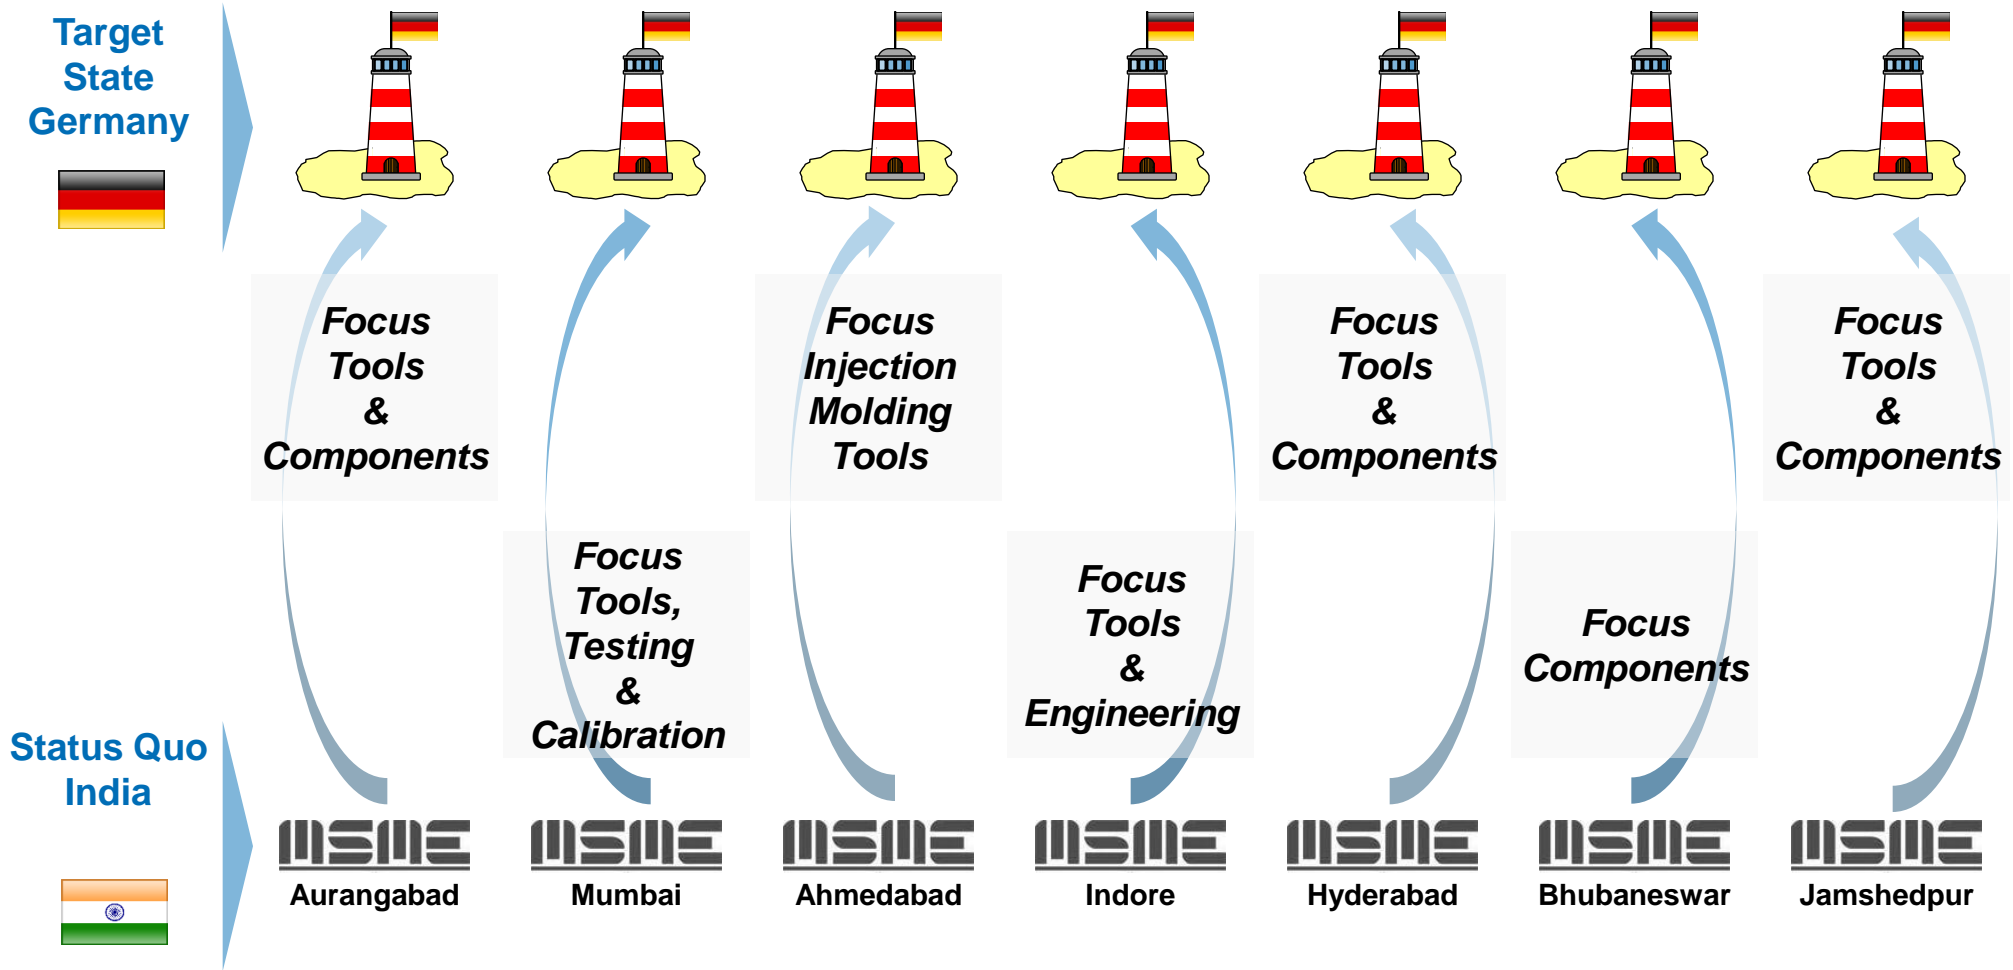 Target
State
Germany
Focus
Tools
&
Components
Focus
Injection
Molding
Tools
Focus
Tools
&
Components
Focus
Tools
&
Components
Focus
Tools,
Testing
&
Calibration
Focus
Tools
&
Engineering
Focus
Components
Status Quo
India
MSME MSME MSME MSME MSME MSME MSME
Aurangabad Mumbai Ahmedabad Indore Hyderabad Bhubaneswar Jamshedpur